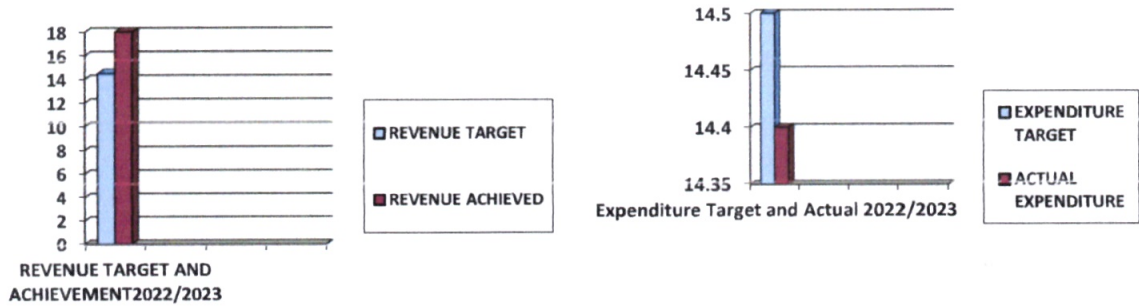 18
16
14
12
10
8
6
4
2
0
REVENUE TARGET AND
ACHIEVEMENT2022/2023
REVENUE TARGET
REVENUE ACHIEVED
14.5
14.45
14.4
14.35
Expenditure Target and Actual 2022/2023
EXPENDITURE
TARGET
ACTUAL
EXPENDITURE